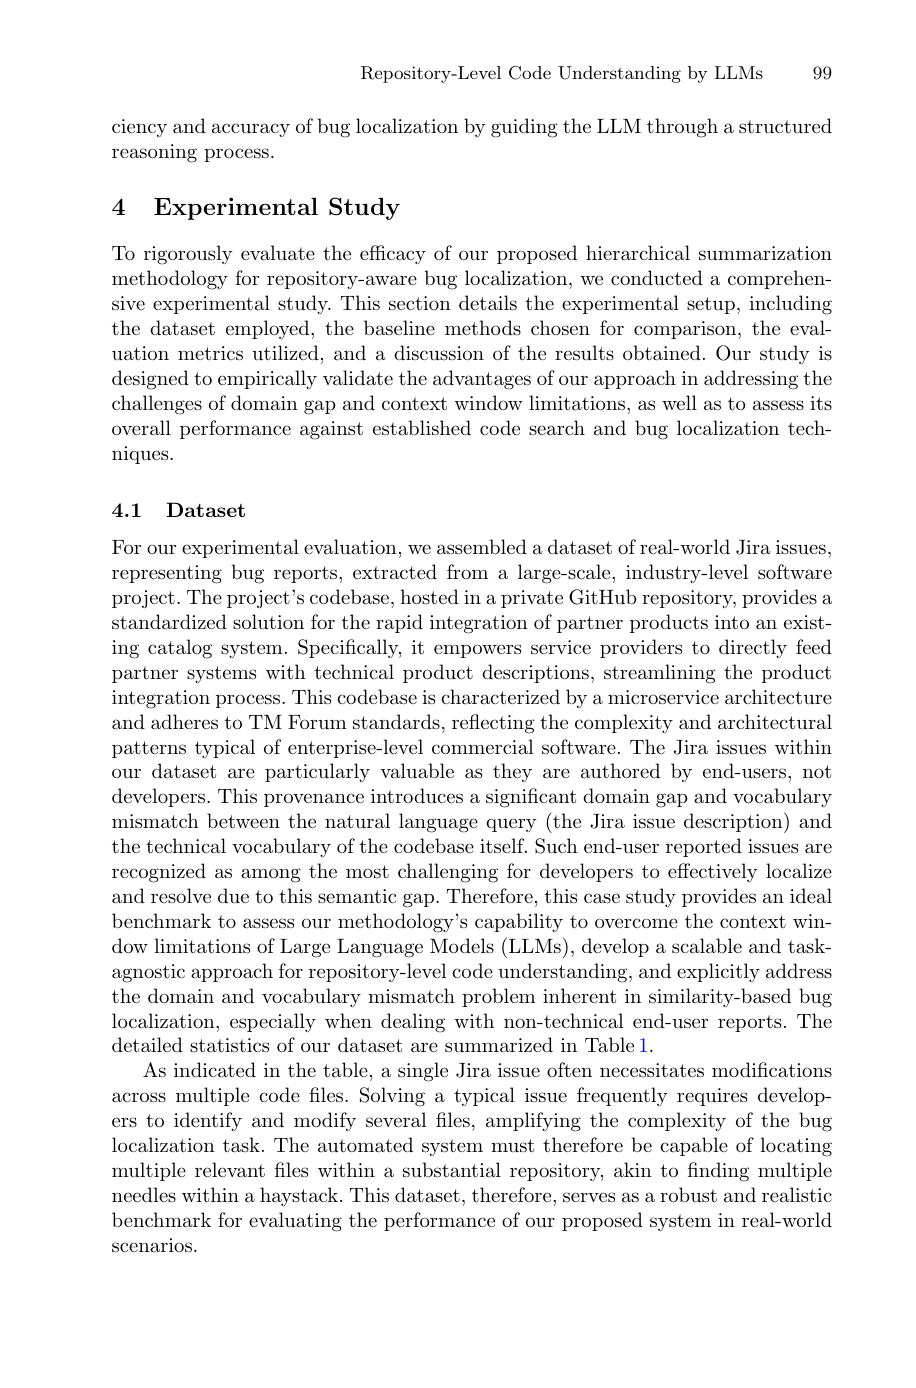 Repository-Level Code Understanding by LLMs 99
ciency and accuracy of bug localization by guiding the LLM through a structured
reasoning process.
4 Experimental Study
To rigorously evaluate the efficacy of our proposed hierarchical summarization
methodology for repository-aware bug localization, we conducted a comprehen-
sive experimental study. This section details the experimental setup, including
the dataset employed, the baseline methods chosen for comparison, the eval-
uation metrics utilized, and a discussion of the results obtained. Our study is
designed to empirically validate the advantages of our approach in addressing the
challenges of domain gap and context window limitations, as well as to assess its
overall performance against established code search and bug localization tech-
niques.
4.1 Dataset
For our experimental evaluation, we assembled a dataset of real-world Jira issues,
representing bug reports, extracted from a large-scale, industry-level software
project. The project's codebase, hosted in a private GitHub repository, provides a
standardized solution for the rapid integration of partner products into an exist-
ing catalog system. Specifically, it empowers service providers to directly feed
partner systems with technical product descriptions, streamlining the product
integration process. This codebase is characterized by a microservice architecture
and adheres to TM Forum standards, reflecting the complexity and architectural
patterns typical of enterprise-level commercial software. The Jira issues within
our dataset are particularly valuable as they are authored by end-users, not
developers. This provenance introduces a significant domain gap and vocabulary
mismatch between the natural language query (the Jira issue description) and
the technical vocabulary of the codebase itself. Such end-user reported issues are
recognized as among the most challenging for developers to effectively localize
and resolve due to this semantic gap. Therefore, this case study provides an ideal
benchmark to assess our methodology's capability to overcome the context win-
dow limitations of Large Language Models (LLMs), develop a scalable and task-
agnostic approach for repository-level code understanding, and explicitly address
the domain and vocabulary mismatch problem inherent in similarity-based bug
localization, especially when dealing with non-technical end-user reports. The
detailed statistics of our dataset are summarized in Table 1.
As indicated in the table, a single Jira issue often necessitates modifications
across multiple code files. Solving a typical issue frequently requires develop-
ers to identify and modify several files, amplifying the complexity of the bug
localization task. The automated system must therefore be capable of locating
multiple relevant files within a substantial repository, akin to finding multiple
needles within a haystack. This dataset, therefore, serves as a robust and realistic
benchmark for evaluating the performance of our proposed system in real-world
scenarios.